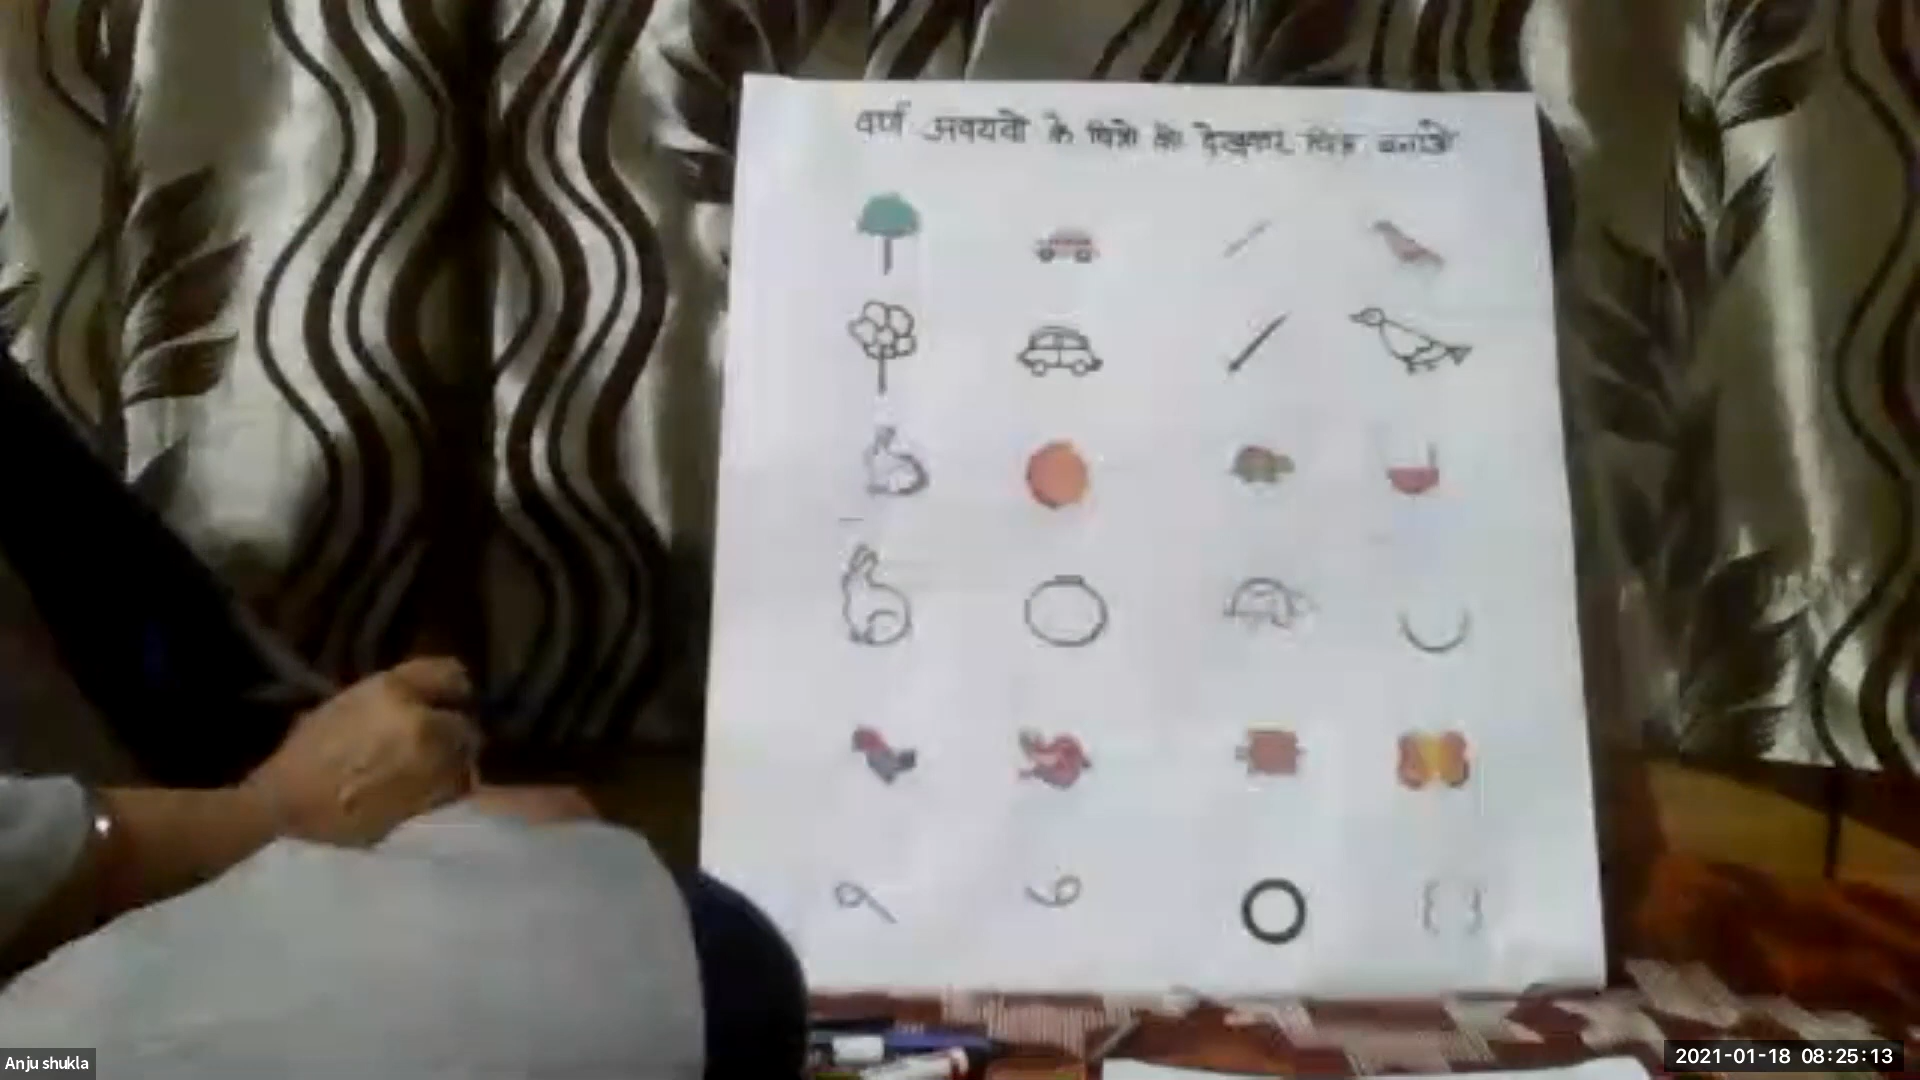 वर्ण अवयवो के चित्रो को देखकर चित्र बनाओ
Anju shukla
2021-01-18 08:25:13